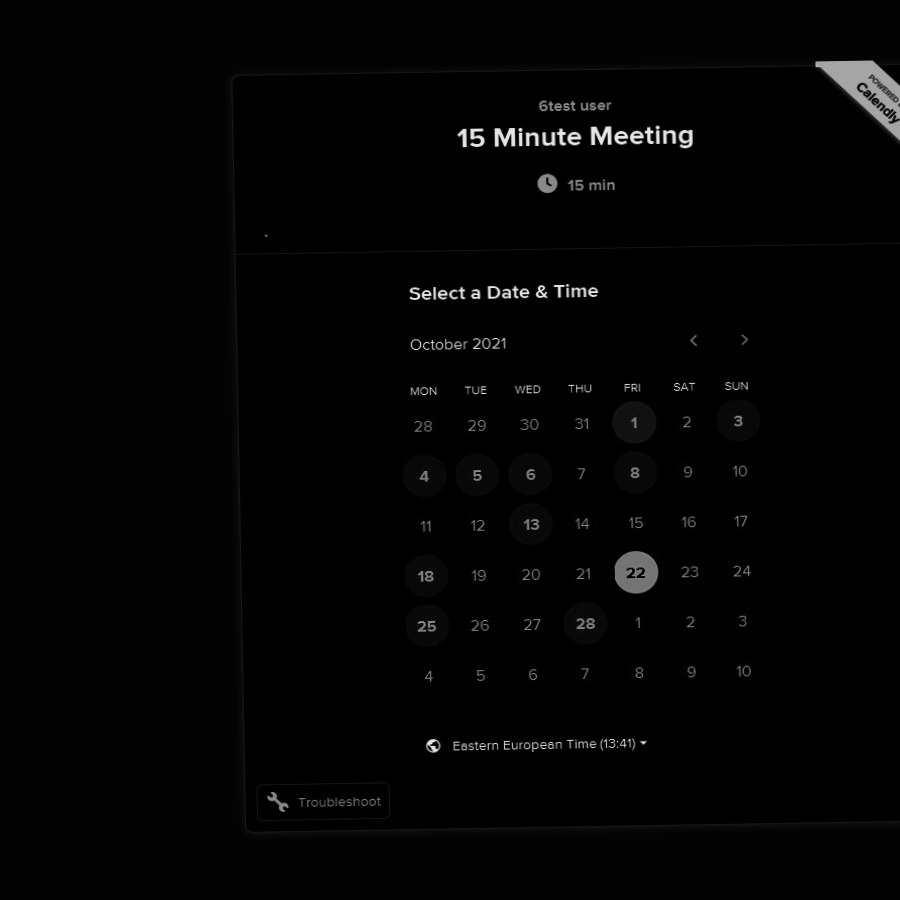 POWERED
Calendly
6test user
15 Minute Meeting
15 min
Select a Date & Time
October 2021
MON TUE WED THU FRI SAT SUN
28 29 30 31 1 2 3
4 5 6 7 8 9 10
11 12 13 14 15 16 17
18 19 20 21 22 23 24
25 26 27 28 1 2 3
4 5 6 7 8 9 10
Eastern European Time (13:41)
Troubleshoot